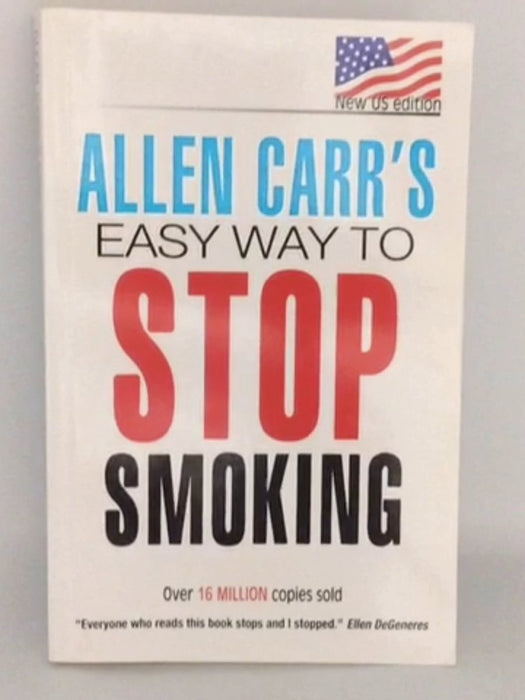 New US edition
ALLEN CARR'S
EASY WAY TO
STOP
SMOKING
Over 16 MILLION copies sold
"Everyone who reads this book stops and I stopped." Ellen DeGeneres